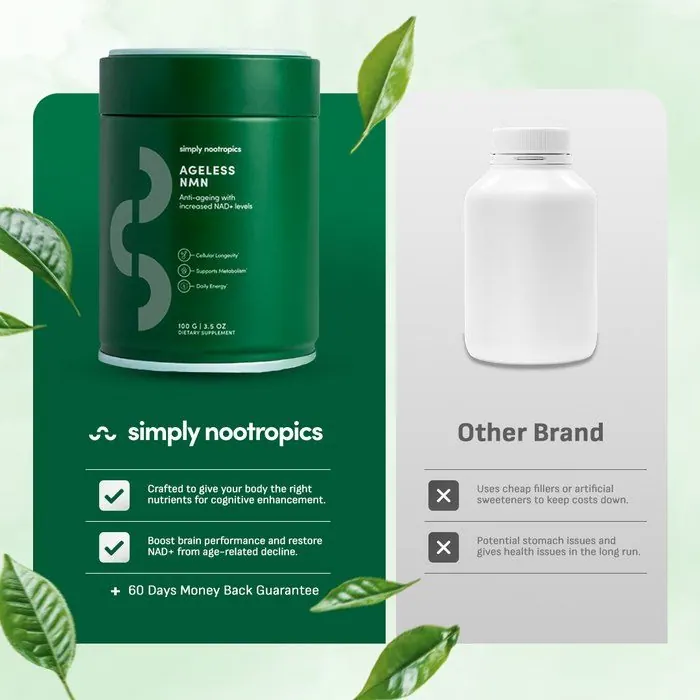 simply nootropics
AGELESS
NMN
Anti-ageing with
increased NAD+ levels
Cellular Longevity*
Supports Metabolism*
Daily Energy*
100 G | 3.5 OZ
DIETARY SUPPLEMENT
simply nootropics
Crafted to give your body the right
nutrients for cognitive enhancement.
Boost brain performance and restore
NAD+ from age-related decline.
+ 60 Days Money Back Guarantee
Other Brand
Uses cheap fillers or artificial
sweeteners to keep costs down.
Potential stomach issues and
gives health issues in the long run.